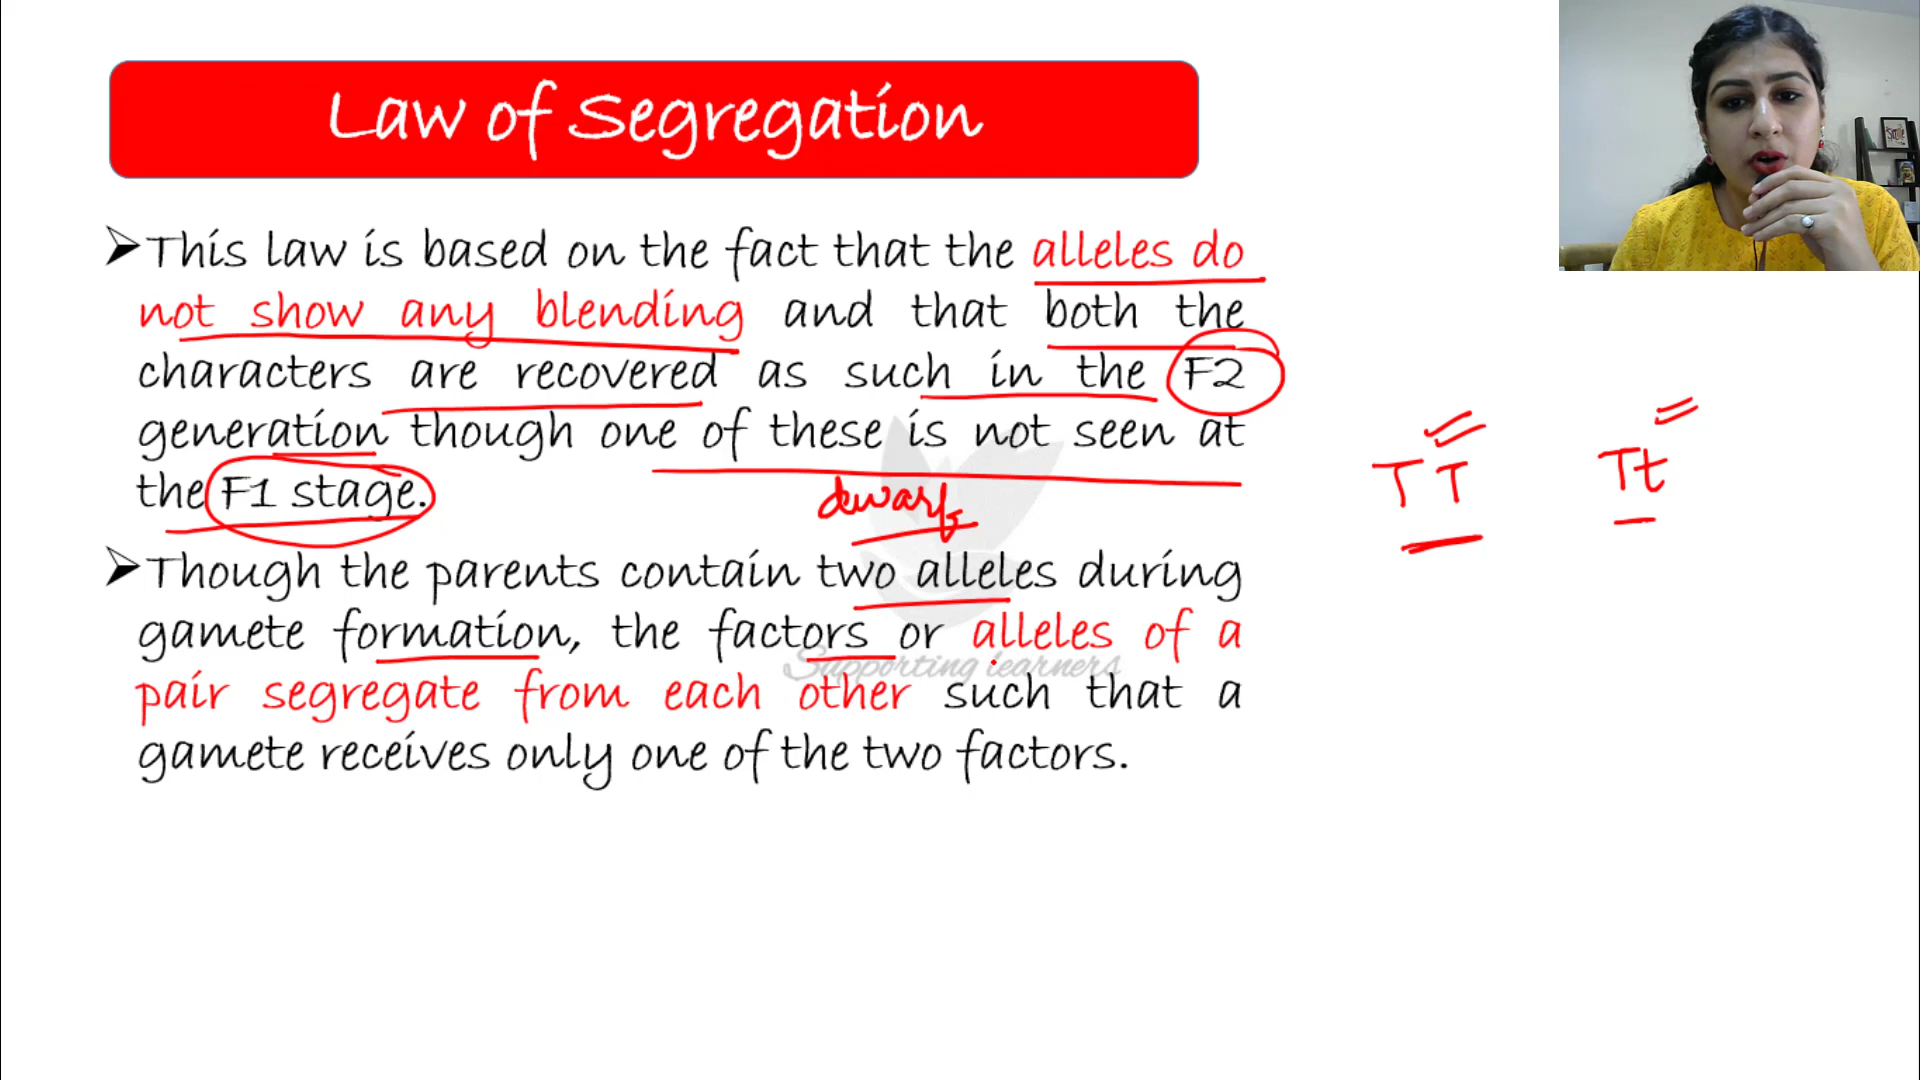 Law of Segregation
➤This law is based on the fact that the alleles do
not show any blending and that both the
characters are recovered as such in the F2
generation though one of these is not seen at
the F1 stage.
dwarf
TT
Tt
➤Though the parents contain two alleles during
gamete formation, the factors or alleles of a
pair segregate from each other such that a
gamete receives only one of the two factors.
Supporting learners